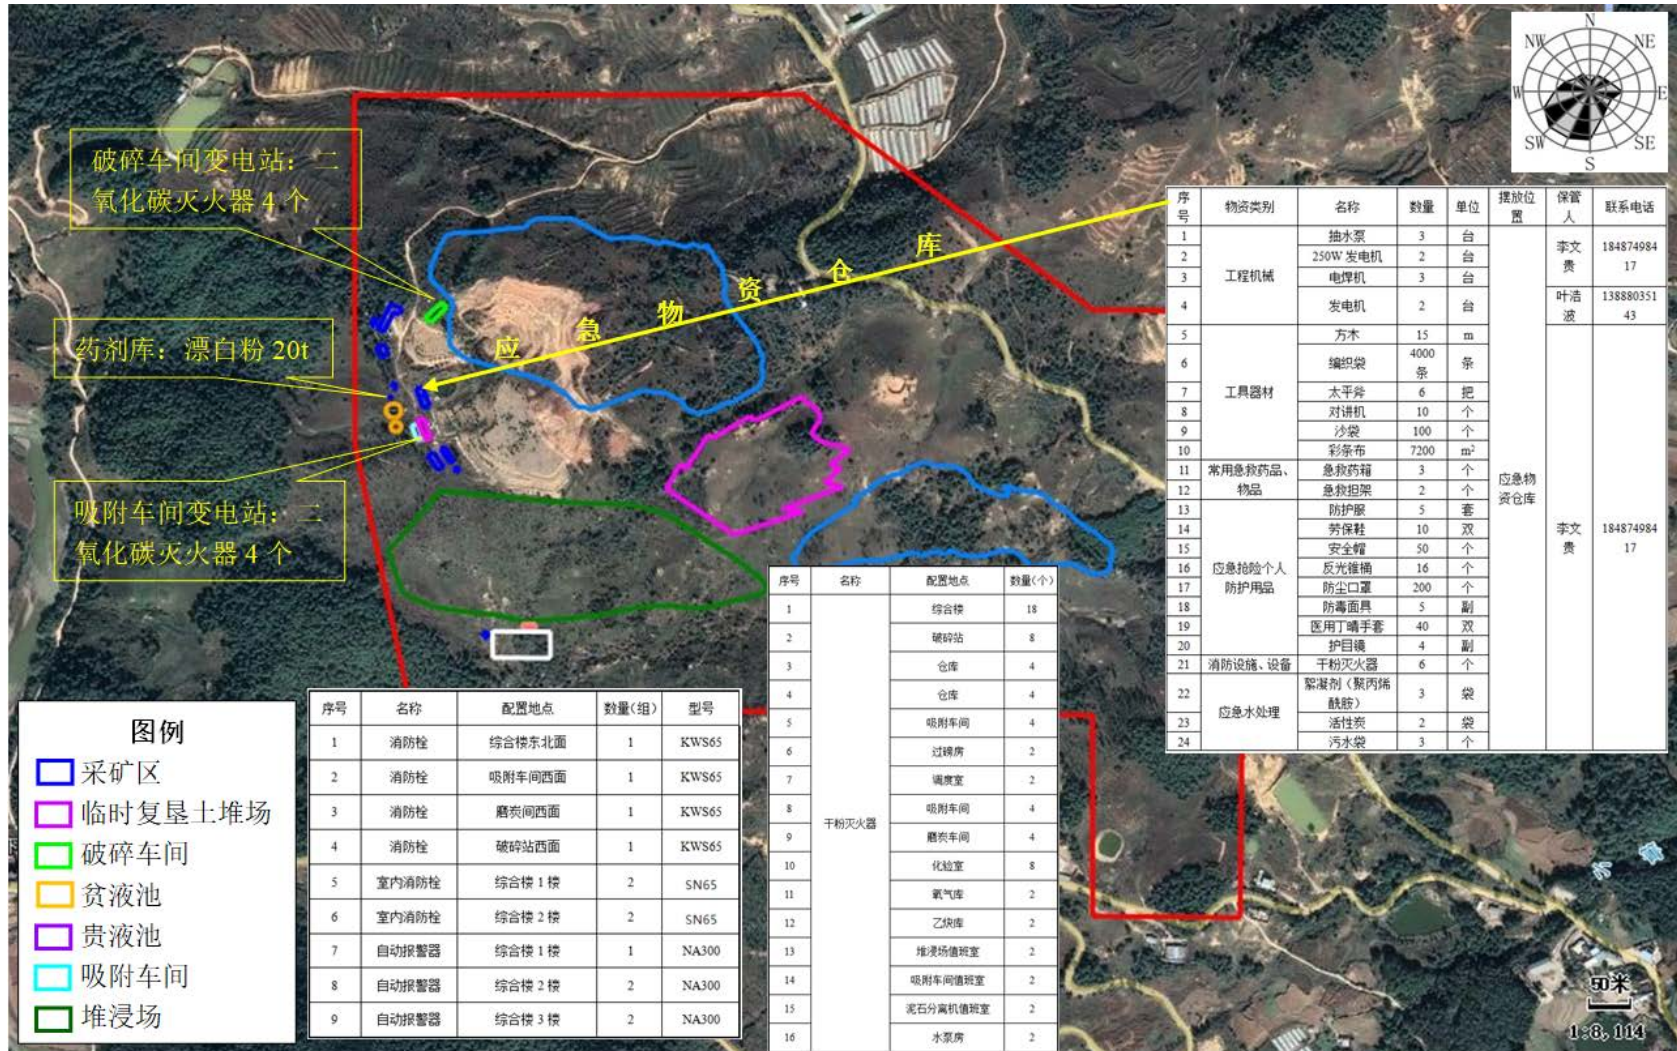 N
NW
NE
W
E
SW
SE
S
破碎车间变电站：二
氧化碳灭火器 4 个
药剂库：漂白粉 20t
吸附车间变电站：二
氧化碳灭火器 4 个
应急物资仓库
序号 物资类别 名称 数量 单位 摆放位置 保管人 联系电话
1 工程机械 抽水泵 3 台 应急物资仓库 李文贵 18487498417
2 250W 发电机 2 台
3 电焊机 3 台
4 发电机 2 台 叶浩波 13888035143
5 工具器材 方木 15 m 李文贵 18487498417
6 编织袋 4000条 条
7 太平斧 6 把
8 对讲机 10 个
9 沙袋 100 个
10 彩条布 7200 m²
11 常用急救药品、物品 急救药箱 3 个
12 急救担架 2 个
13 应急抢险个人防护用品 防护服 5 套
14 劳保鞋 10 双
15 安全帽 50 个
16 反光锥桶 16 个
17 防尘口罩 200 个
18 防毒面具 5 副
19 医用丁晴手套 40 双
20 护目镜 4 副
21 消防设施、设备 干粉灭火器 6 个
22 应急水处理 絮凝剂（聚丙烯酰胺） 3 袋
23 活性炭 2 袋
24 污水袋 3 个
序号 名称 配置地点 数量(个)
1 干粉灭火器 综合楼 18
2 破碎站 8
3 仓库 4
4 仓库 4
5 吸附车间 4
6 过磅房 2
7 调度室 2
8 吸附车间 4
9 磨炭车间 4
10 化验室 8
11 氧气库 2
12 乙炔库 2
13 堆浸场值班室 2
14 吸附车间值班室 2
15 泥石分离机值班室 2
16 水泵房 2
序号 名称 配置地点 数量(组) 型号
1 消防栓 综合楼东北面 1 KWS65
2 消防栓 吸附车间西面 1 KWS65
3 消防栓 磨炭间西面 1 KWS65
4 消防栓 破碎站西面 1 KWS65
5 室内消防栓 综合楼 1 楼 2 SN65
6 室内消防栓 综合楼 2 楼 2 SN65
7 自动报警器 综合楼 1 楼 1 NA300
8 自动报警器 综合楼 2 楼 2 NA300
9 自动报警器 综合楼 3 楼 2 NA300
图例
采矿区
临时复垦土堆场
破碎车间
贫液池
贵液池
吸附车间
堆浸场
50米
1:8,114